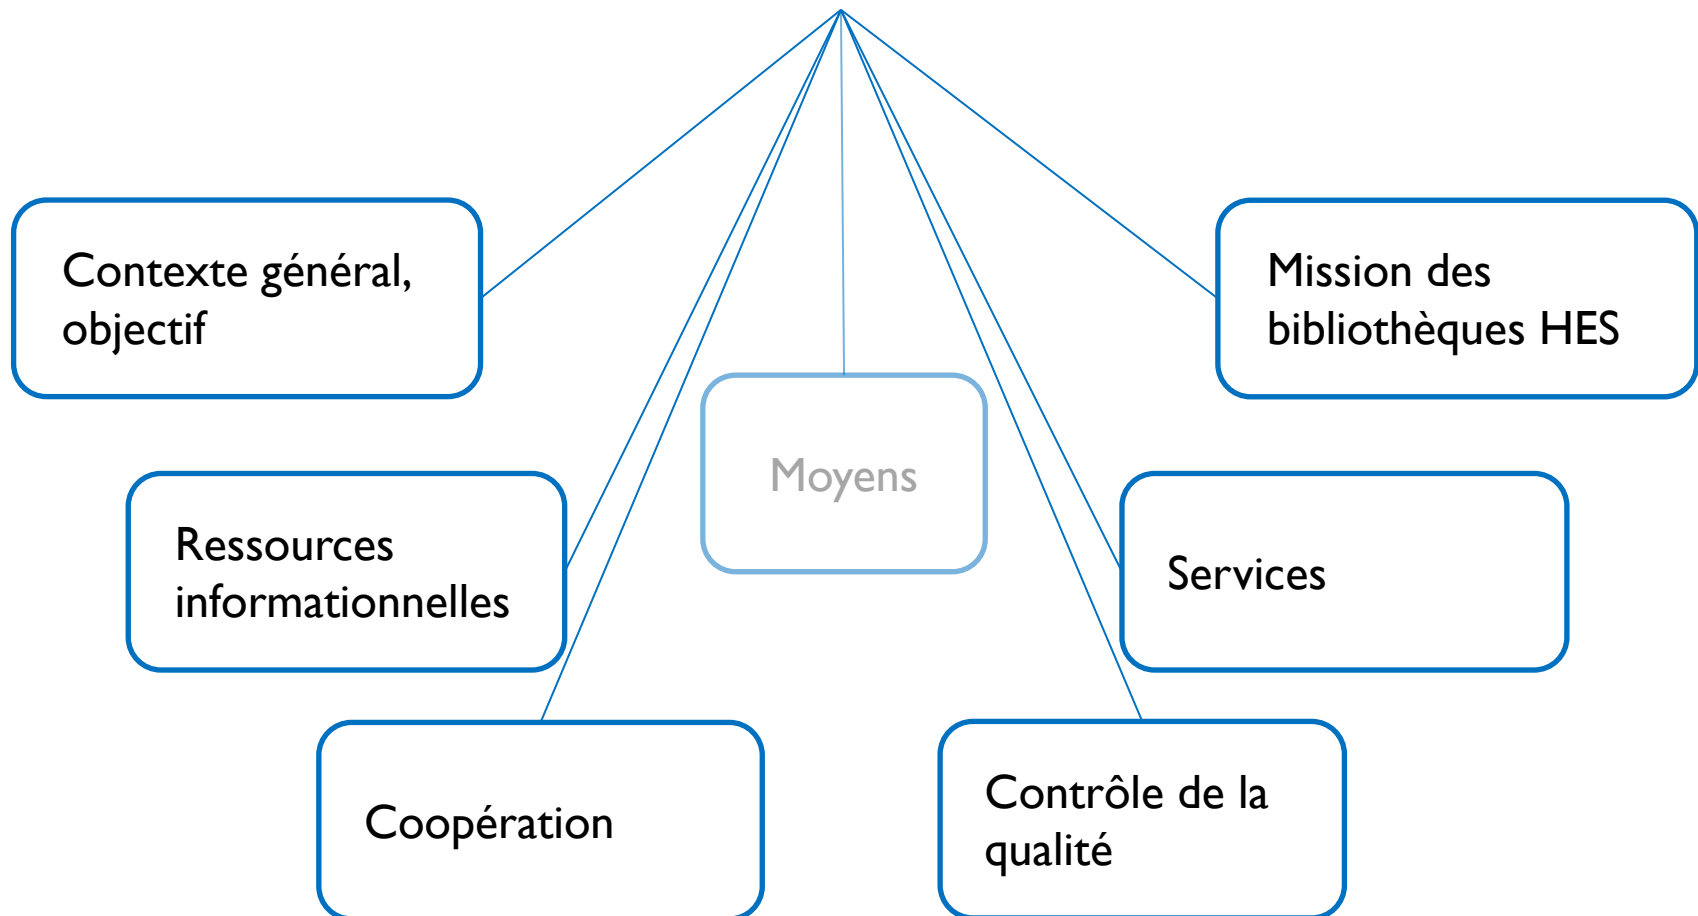 Contexte général,
objectif
Mission des
bibliothèques HES
Moyens
Ressources
informationnelles
Services
Coopération
Contrôle de la
qualité